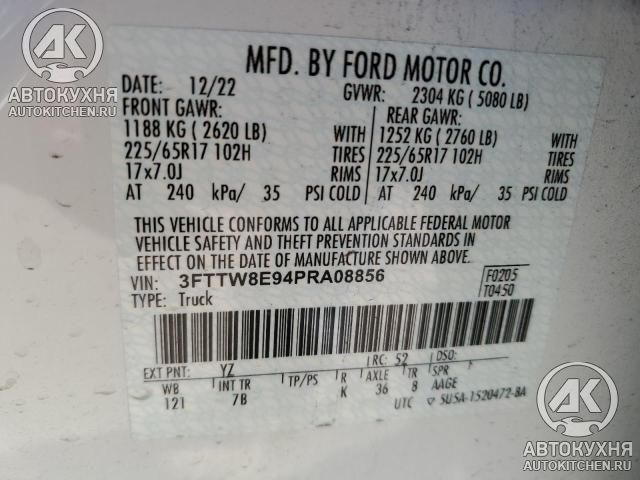 AK
АВТОКУХНЯ
AUTOKITCHEN.RU
MFD. BY FORD MOTOR CO.
DATE: 12/22
GVWR: 2304 KG ( 5080 LB)
FRONT GAWR:
1188 KG ( 2620 LB) WITH
225/65R17 102H TIRES
17x7.0J RIMS
AT 240 kPa/ 35 PSI COLD
REAR GAWR:
1252 KG ( 2760 LB) WITH
225/65R17 102H TIRES
17x7.0J RIMS
AT 240 kPa/ 35 PSI COLD
THIS VEHICLE CONFORMS TO ALL APPLICABLE FEDERAL MOTOR
VEHICLE SAFETY AND THEFT PREVENTION STANDARDS IN
EFFECT ON THE DATE OF MANUFACTURE SHOWN ABOVE.
VIN: 3FTTW8E94PRA08856
TYPE: Truck
F0205
T0450
EXT PNT: YZ RC: 52 DSO:
WB INT TR TP/PS R AXLE TR SPR
121 7B K 36 8 AAGE
UTC ▽ 5U5A-1520472-BA
AK
АВТОКУХНЯ
AUTOKITCHEN.RU